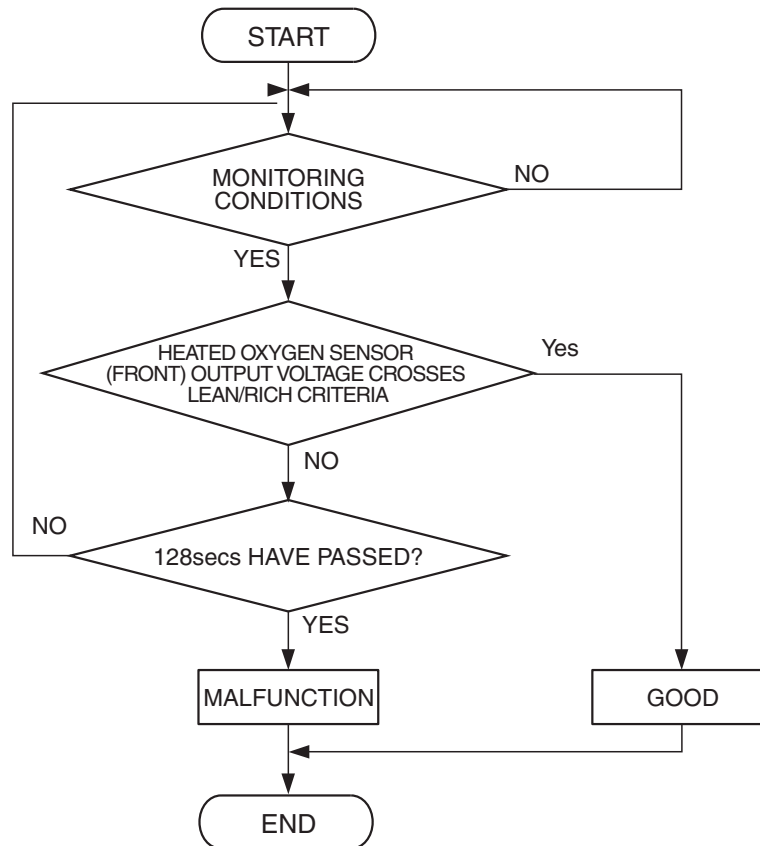 START
MONITORING
CONDITIONS
NO
YES
HEATED OXYGEN SENSOR
(FRONT) OUTPUT VOLTAGE CROSSES
LEAN/RICH CRITERIA
Yes
NO
NO
128secs HAVE PASSED?
YES
MALFUNCTION
GOOD
END